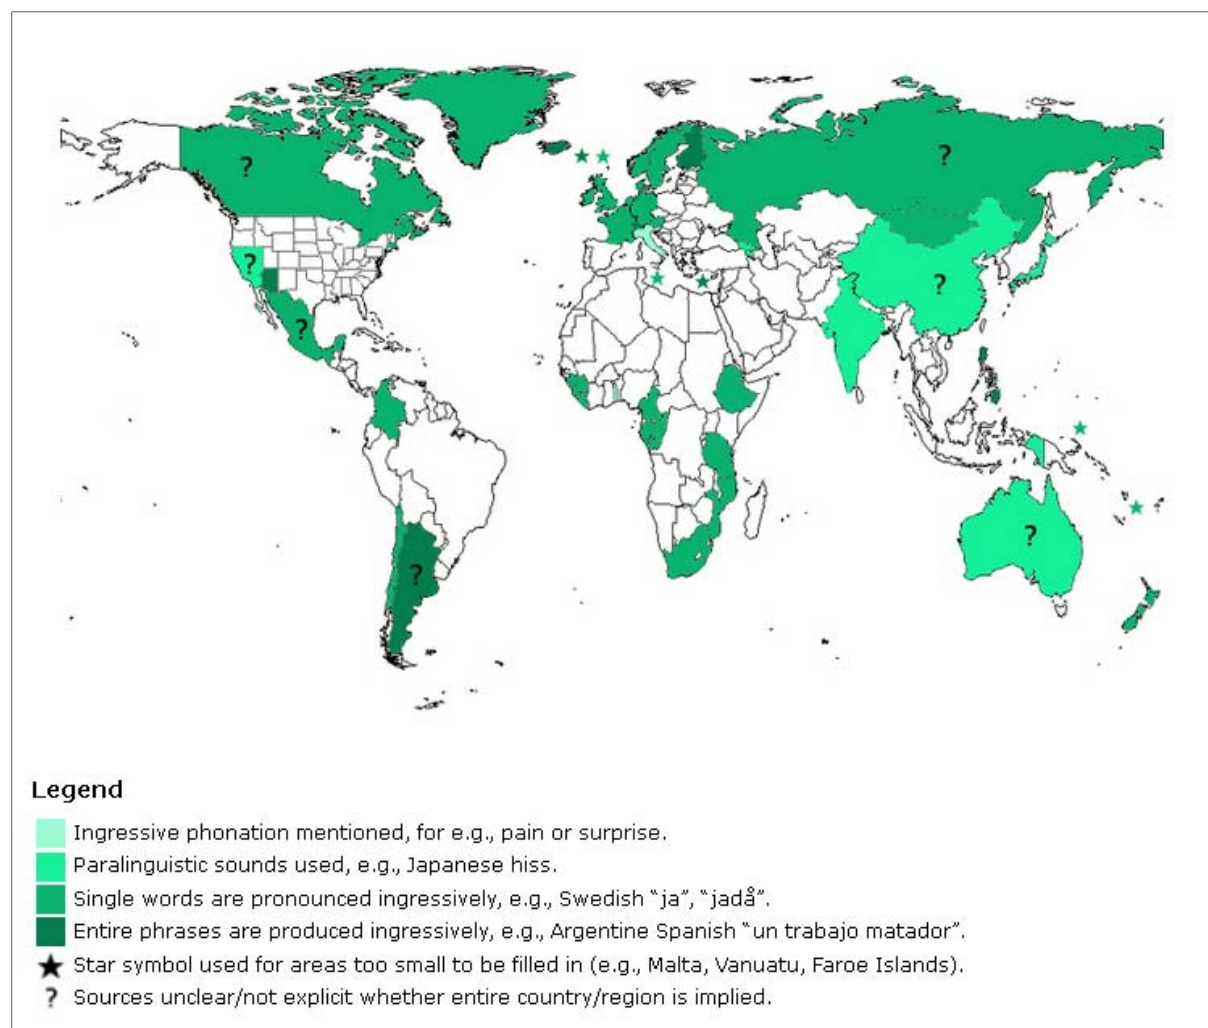 ?
?
?
?
?
?
?
Legend
Ingressive phonation mentioned, for e.g., pain or surprise.
Paralinguistic sounds used, e.g., Japanese hiss.
Single words are pronounced ingressively, e.g., Swedish “ja”, “jadå”.
Entire phrases are produced ingressively, e.g., Argentine Spanish “un trabajo matador”.
Star symbol used for areas too small to be filled in (e.g., Malta, Vanuatu, Faroe Islands).
? Sources unclear/not explicit whether entire country/region is implied.